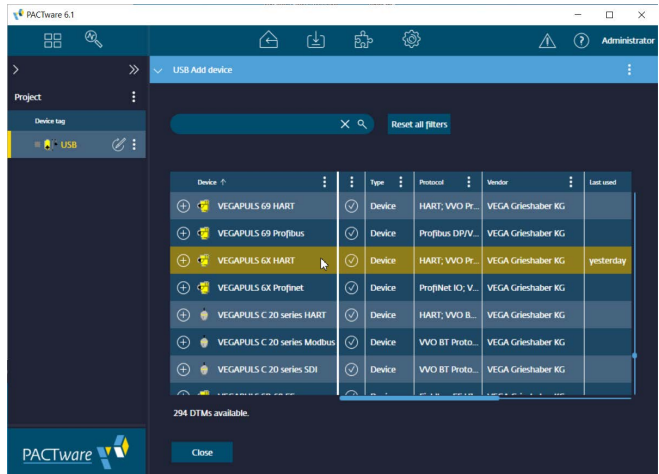 PACTware 6.1
Administrator
USB Add device
Project
Device tag
USB
Reset all filters
Device Type Protocol Vendor Last used
VEGAPULS 69 HART Device HART; VVO Pr... VEGA Grieshaber KG
VEGAPULS 69 Profibus Device Profibus DP/V... VEGA Grieshaber KG
VEGAPULS 6X HART Device HART; VVO Pr... VEGA Grieshaber KG yesterday
VEGAPULS 6X Profinet Device ProfiNet IO; V... VEGA Grieshaber KG
VEGAPULS C 20 series HART Device HART; VVO B... VEGA Grieshaber KG
VEGAPULS C 20 series Modbus Device VVO BT Proto... VEGA Grieshaber KG
VEGAPULS C 20 series SDI Device VVO BT Proto... VEGA Grieshaber KG
294 DTMs available.
Close
PACTware